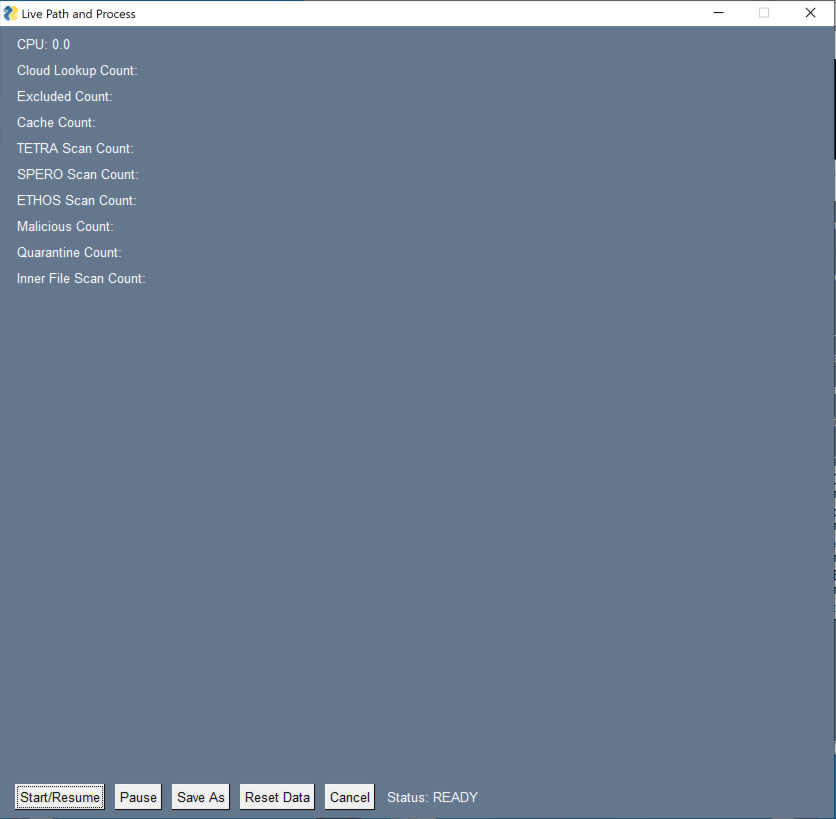 Live Path and Process
CPU: 0.0
Cloud Lookup Count:
Excluded Count:
Cache Count:
TETRA Scan Count:
SPERO Scan Count:
ETHOS Scan Count:
Malicious Count:
Quarantine Count:
Inner File Scan Count:
Start/Resume Pause Save As Reset Data Cancel Status: READY